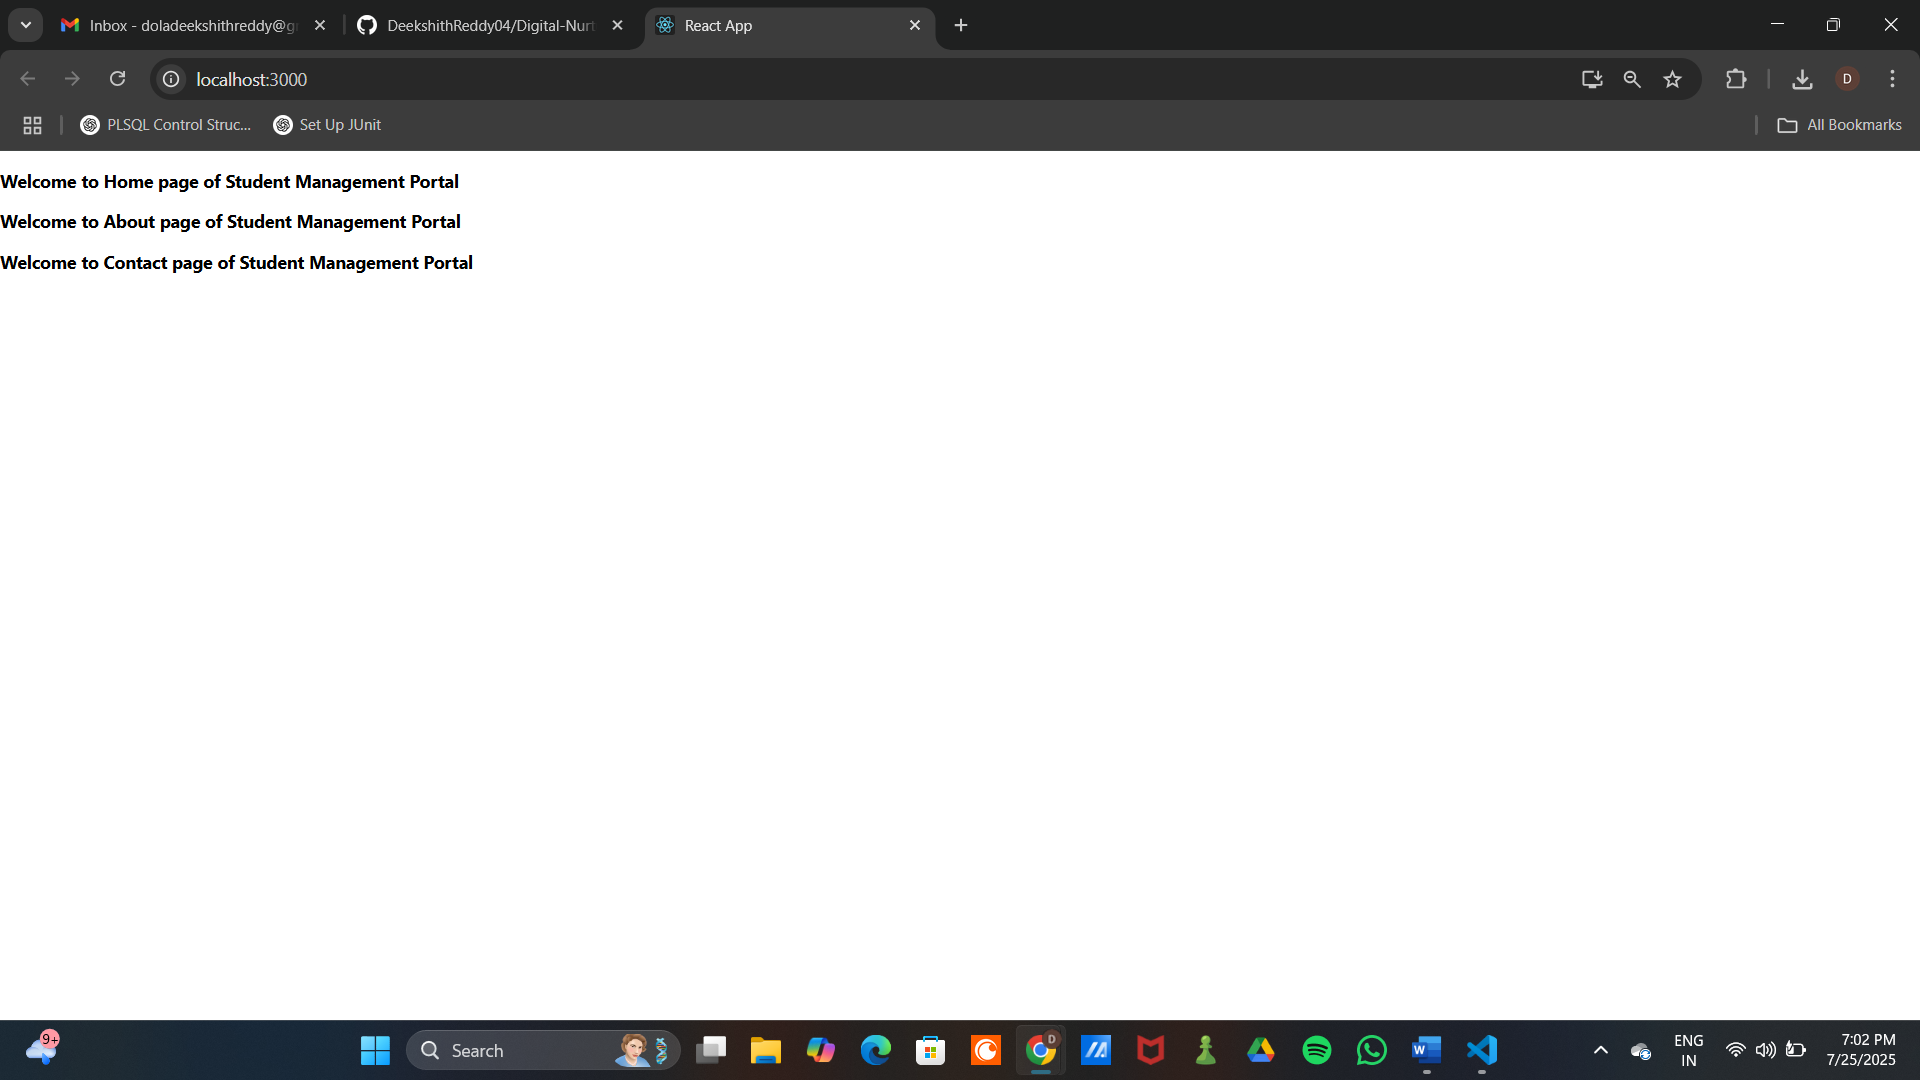 Inbox - doladeekshithreddy@g
DeekshithReddy04/Digital-Nurt
React App
localhost:3000
D
PLSQL Control Struc...
Set Up JUnit
All Bookmarks
Welcome to Home page of Student Management Portal
Welcome to About page of Student Management Portal
Welcome to Contact page of Student Management Portal
9+
Search
D
W
ENG
IN
7:02 PM
7/25/2025